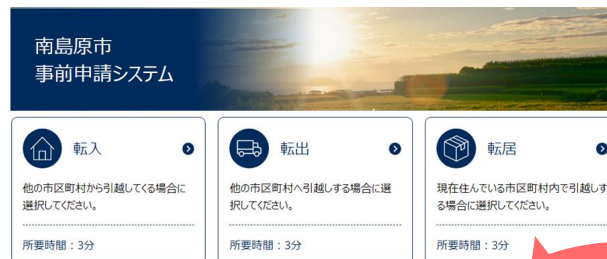 南島原市
事前申請システム
転入
他の市区町村から引越してくる場合に
選択してください。
所要時間：3分
転出
他の市区町村へ引越しする場合に選
択してください。
所要時間：3分
転居
現在住んでいる市区町村内で引越しす
る場合に選択してください。
所要時間：3分